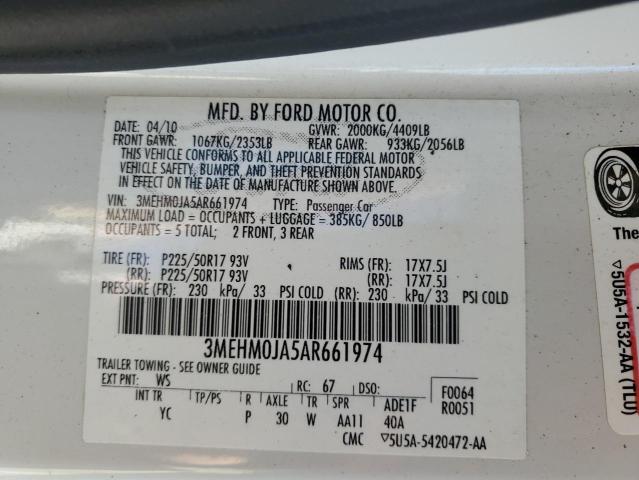 MFD. BY FORD MOTOR CO.
DATE: 04/10 GVWR: 2000KG/4409LB
FRONT GAWR: 1067KG/2353LB REAR GAWR: 933KG/2056LB
THIS VEHICLE CONFORMS TO ALL APPLICABLE FEDERAL MOTOR
VEHICLE SAFETY, BUMPER, AND THEFT PREVENTION STANDARDS
IN EFFECT ON THE DATE OF MANUFACTURE SHOWN ABOVE.
VIN: 3MEHM0JA5AR661974 TYPE: Passenger Car
MAXIMUM LOAD = OCCUPANTS + LUGGAGE = 385KG/ 850LB
OCCUPANTS = 5 TOTAL: 2 FRONT, 3 REAR
TIRE (FR): P225/50R17 93V RIMS (FR): 17X7.5J
(RR): P225/50R17 93V (RR): 17X7.5J
PRESSURE (FR): 230 kPa/ 33 PSI COLD (RR): 230 kPa/ 33 PSI COLD
3MEHM0JA5AR661974
TRAILER TOWING - SEE OWNER GUIDE
EXT PNT: WS RC: 67 DSO: F0064
INT TR TP/PS R AXLE TR SPR ADE1F R0051
YC P 30 W AA11 40A
CMC ▽5U5A-5420472-AA
The
▽5U5A-1532-AA (TLU)